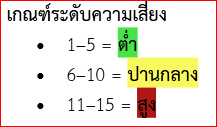 เกณฑ์ระดับความเสี่ยง
• 1–5 = ต่ำ
• 6–10 = ปานกลาง
• 11–15 = สูง